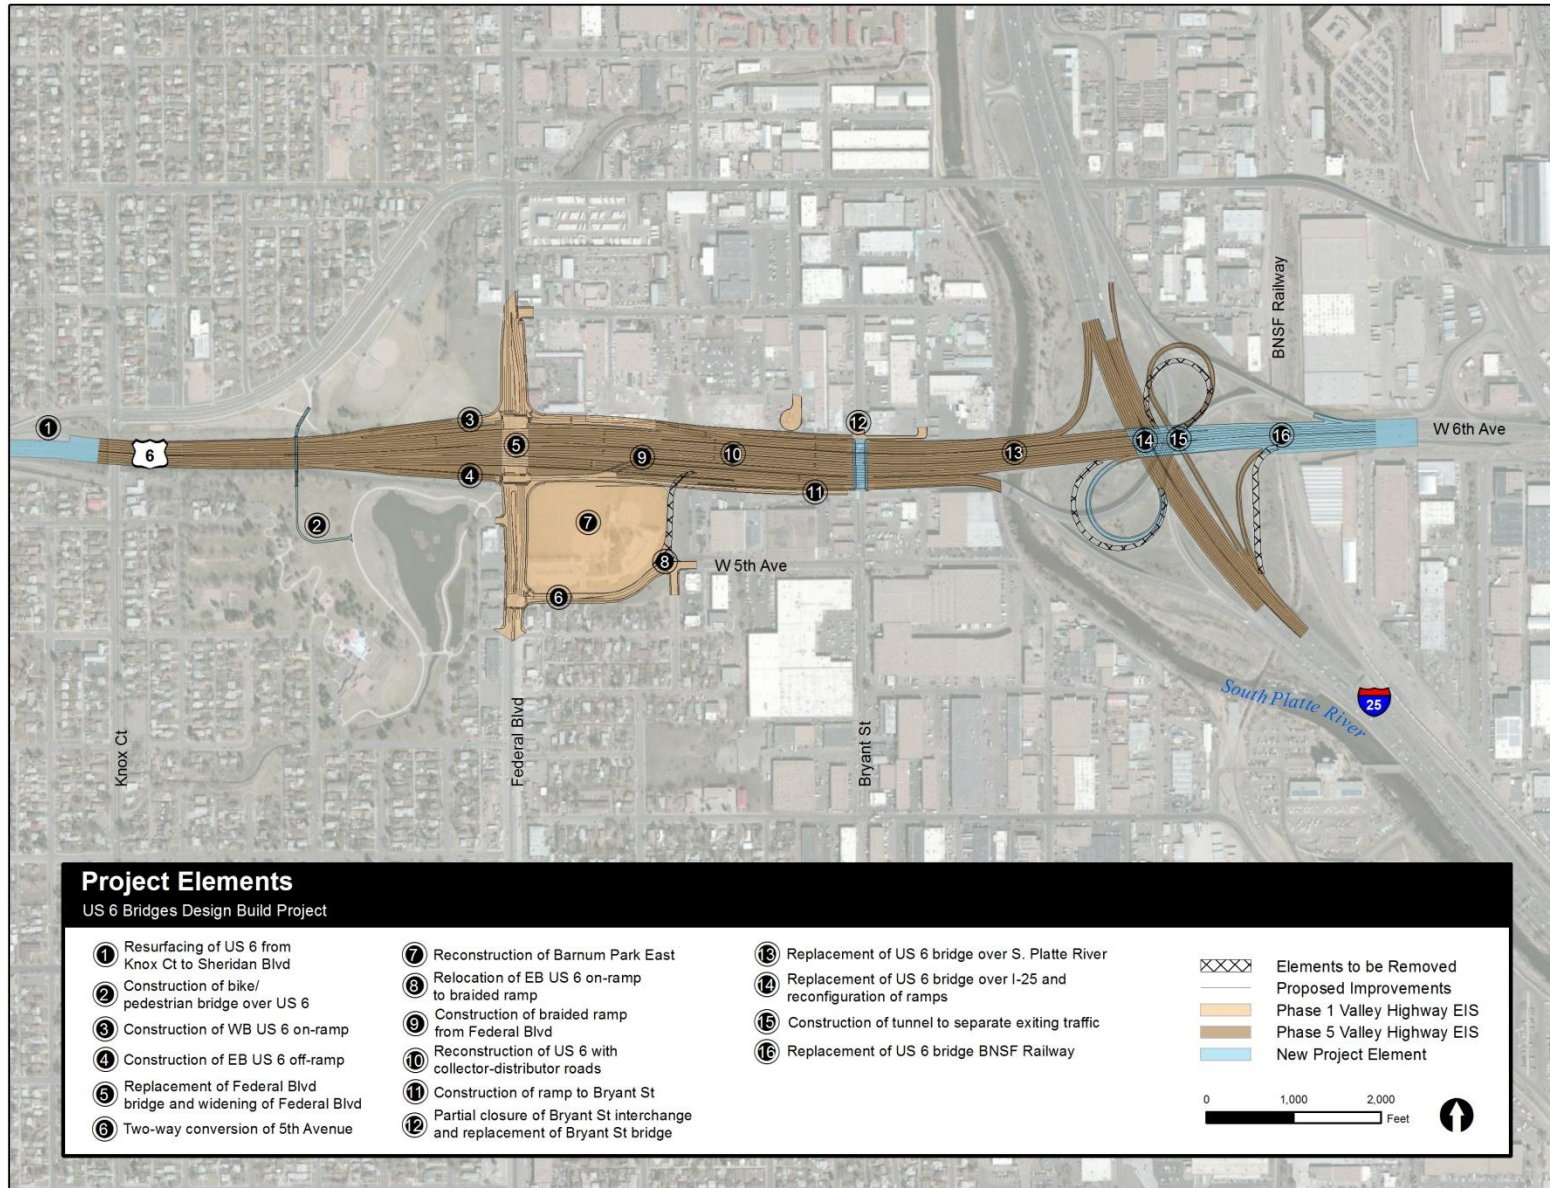 BNSF Railway
3
12
1
W 6th Ave
5
14
15
16
6
9
10
13
4
11
2
7
8
W 5th Ave
6
South Platte River
25
Knox Ct
Federal Blvd
Bryant St
Project Elements
US 6 Bridges Design Build Project
1 Resurfacing of US 6 from
Knox Ct to Sheridan Blvd
2 Construction of bike/
pedestrian bridge over US 6
3 Construction of WB US 6 on-ramp
4 Construction of EB US 6 off-ramp
5 Replacement of Federal Blvd
bridge and widening of Federal Blvd
6 Two-way conversion of 5th Avenue
7 Reconstruction of Barnum Park East
8 Relocation of EB US 6 on-ramp
to braided ramp
9 Construction of braided ramp
from Federal Blvd
10 Reconstruction of US 6 with
collector-distributor roads
11 Construction of ramp to Bryant St
12 Partial closure of Bryant St interchange
and replacement of Bryant St bridge
13 Replacement of US 6 bridge over S. Platte River
14 Replacement of US 6 bridge over I-25 and
reconfiguration of ramps
15 Construction of tunnel to separate exiting traffic
16 Replacement of US 6 bridge BNSF Railway
Elements to be Removed
Proposed Improvements
Phase 1 Valley Highway EIS
Phase 5 Valley Highway EIS
New Project Element
0 1,000 2,000
Feet